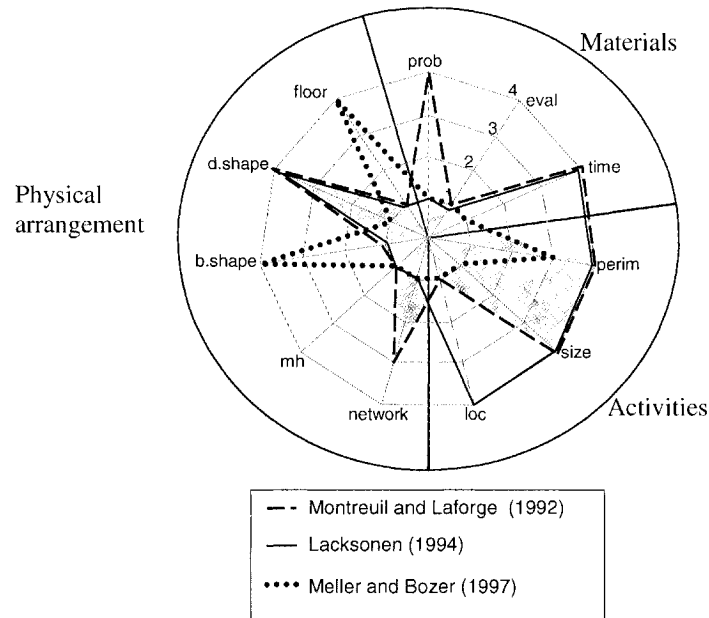 Materials
prob
4
eval
floor
3
time
d.shape
2
Physical
arrangement
b.shape
perim
mh
size
network
loc
Activities
Montreuil and Laforge (1992)
Lacksonen (1994)
Meller and Bozer (1997)